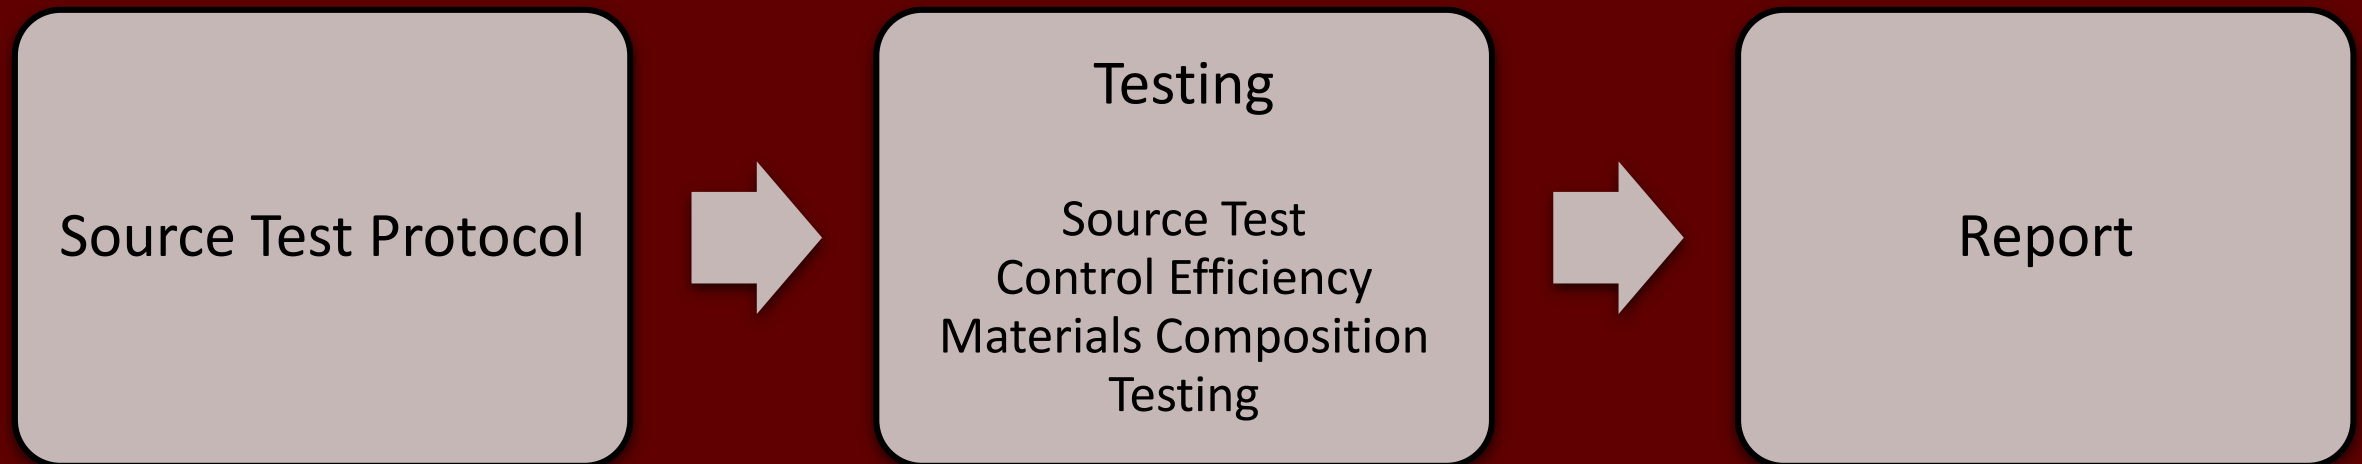 Source Test Protocol
Testing
Source Test
Control Efficiency
Materials Composition
Testing
Report